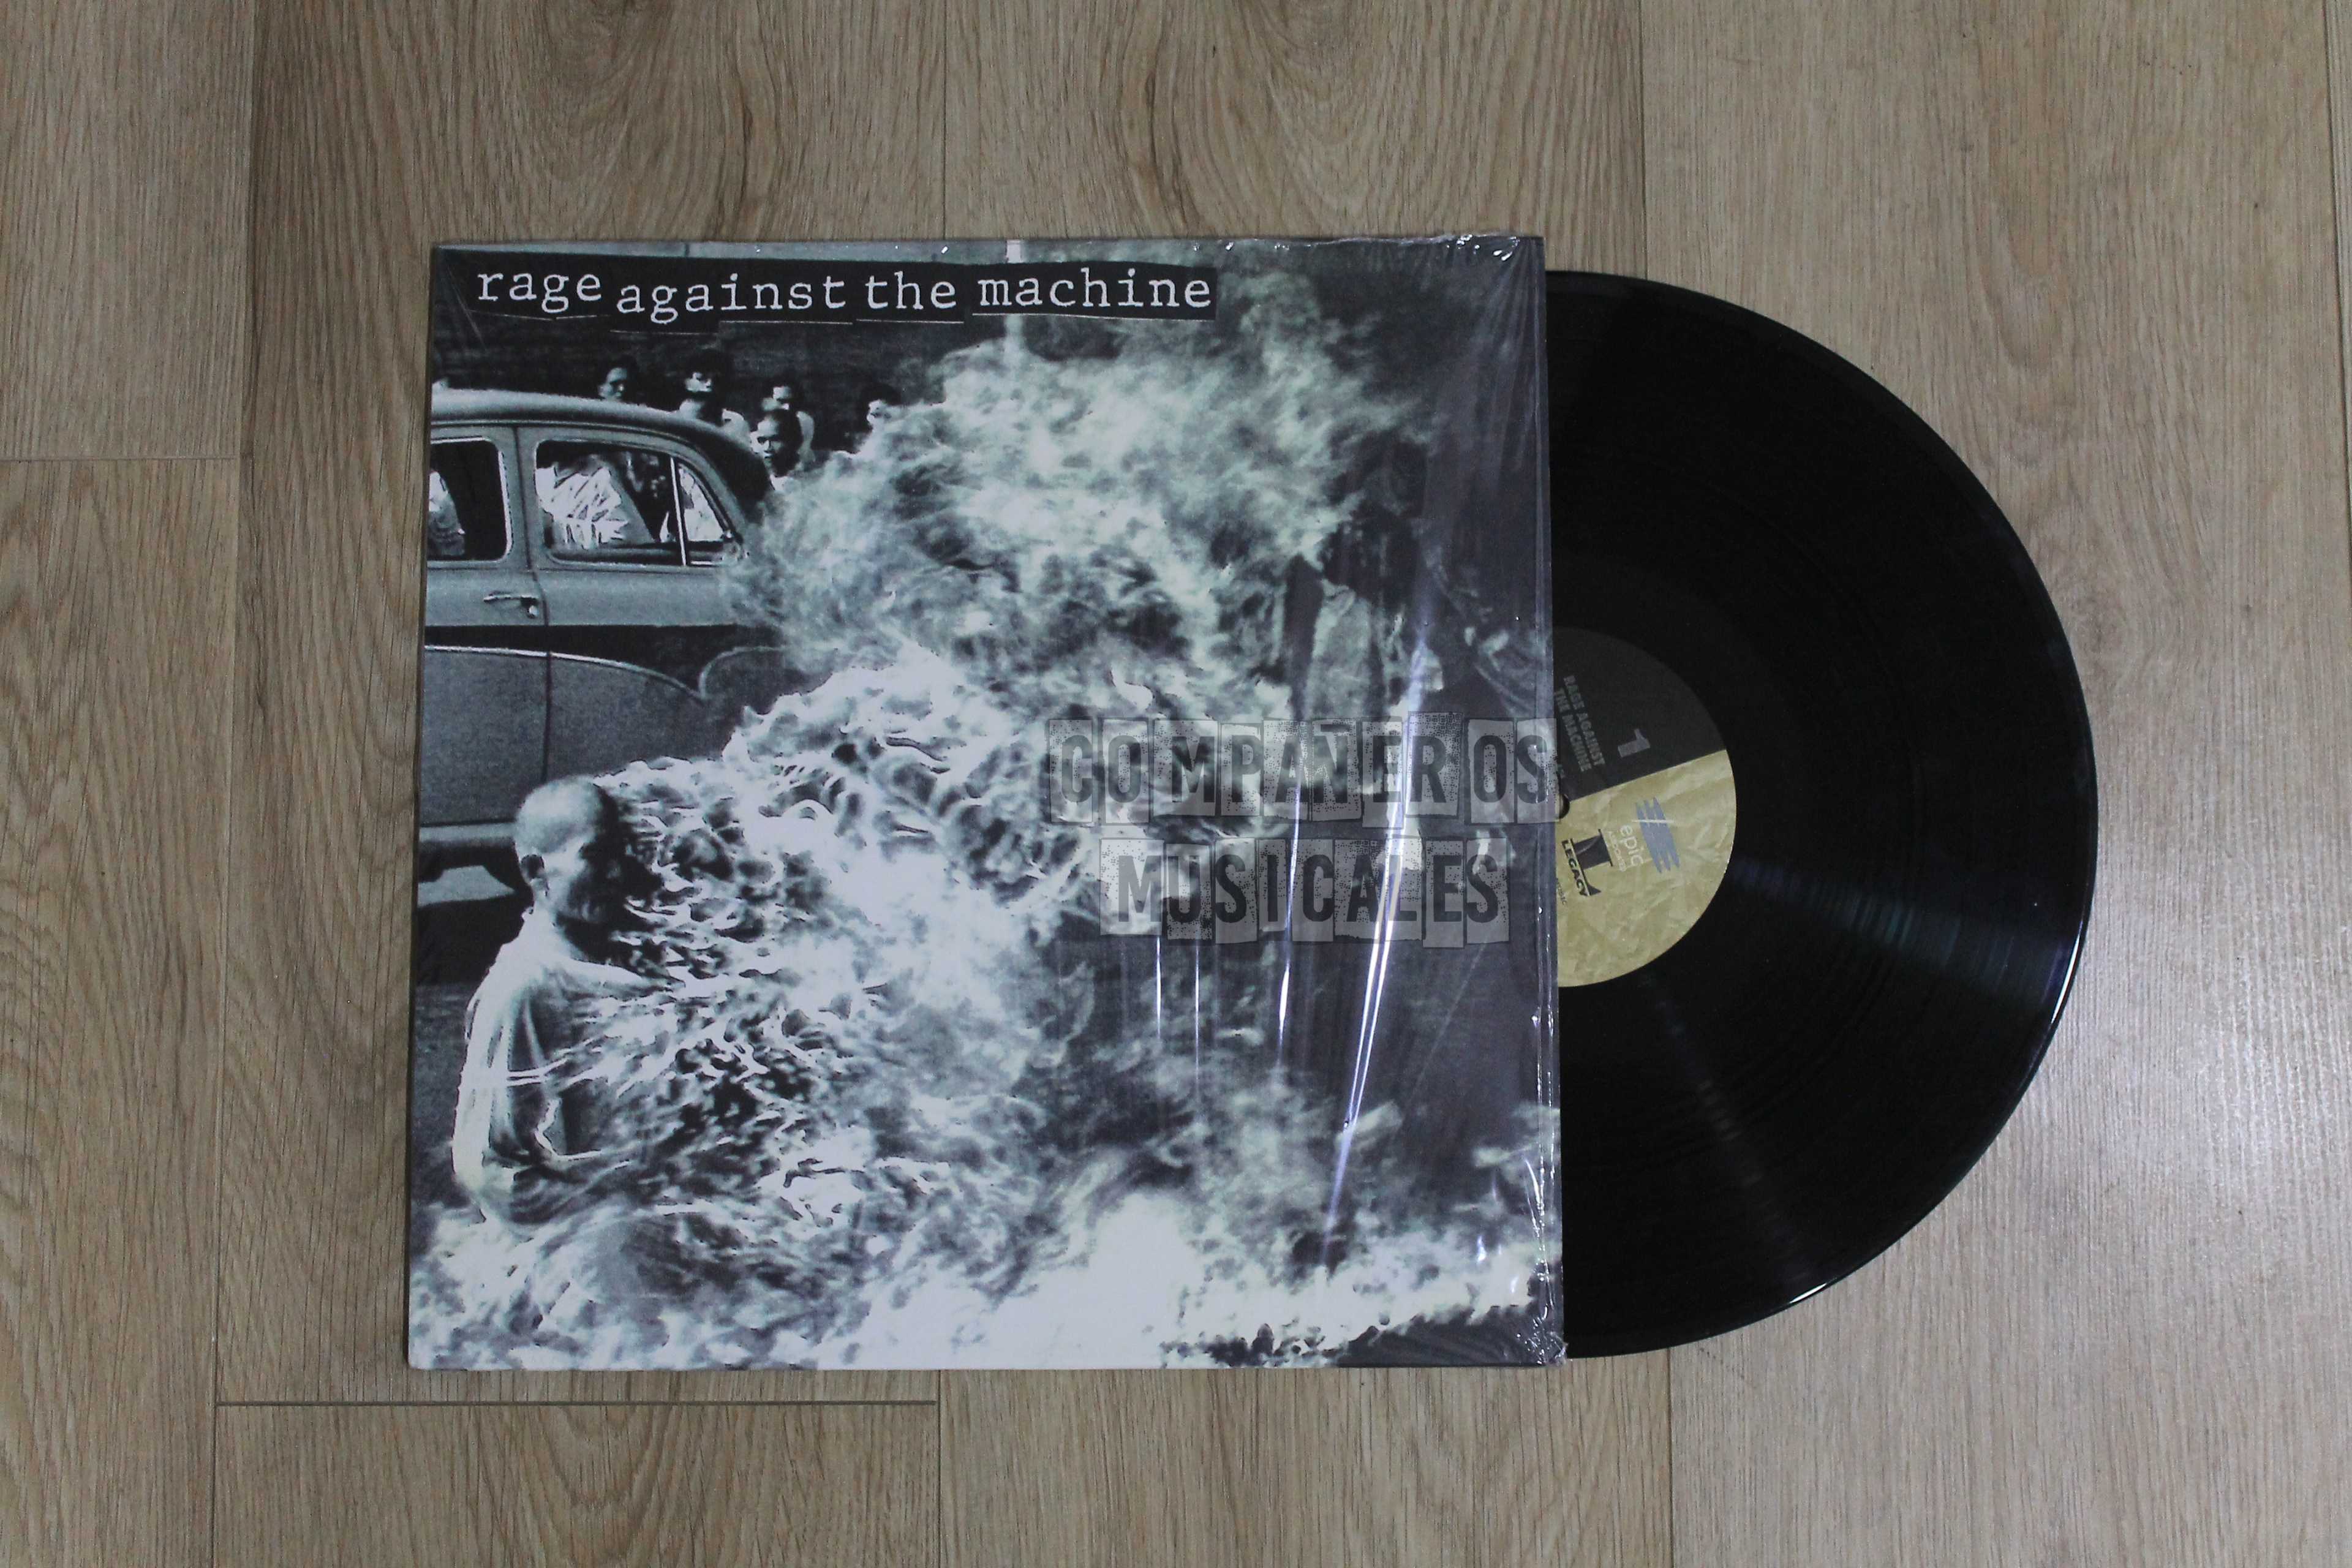 rage against the machine
COMPAÑEROS
MUSICALES
1
RAGE AGAINST
THE MACHINE
epic
LEGACY